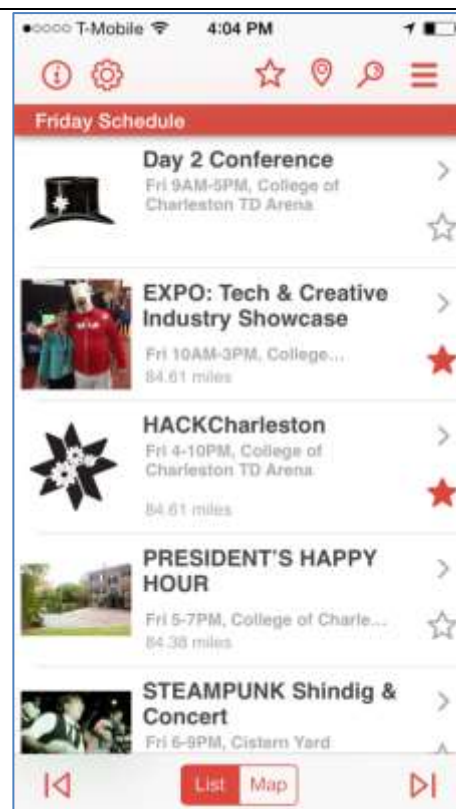 T-Mobile 4:04 PM
Friday Schedule
Day 2 Conference
Fri 9AM-5PM, College of
Charleston TD Arena
EXPO: Tech & Creative
Industry Showcase
Fri 10AM-3PM, College...
84.61 miles
HACKCharleston
Fri 4-10PM, College of
Charleston TD Arena
84.61 miles
PRESIDENT'S HAPPY
HOUR
Fri 5-7PM, College of Charle...
84.38 miles
STEAMPUNK Shindig &
Concert
Fri 6-9PM, Cistern Yard
List Map